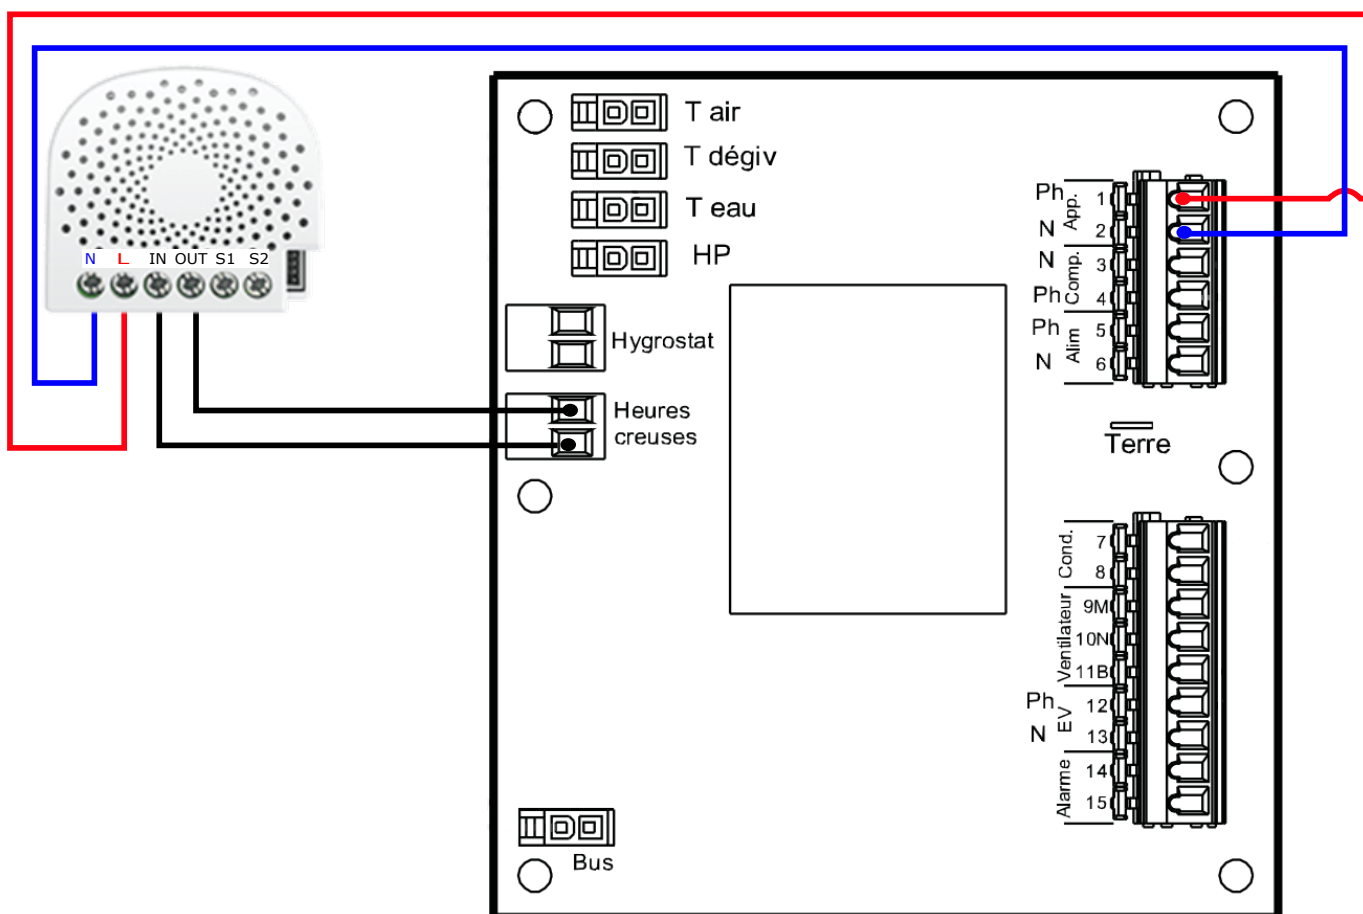 N L IN OUT S1 S2
T air
T dégiv
T eau
HP
Hygrostat
Heures
creuses
Bus
Ph 1
App.
N 2
N 3
Comp.
Ph 4
Ph 5
Alim
N 6
Terre
7
Cond.
8
9M
Ventilateur
10N
11B
Ph 12
EV
N 13
14
Alarme
15